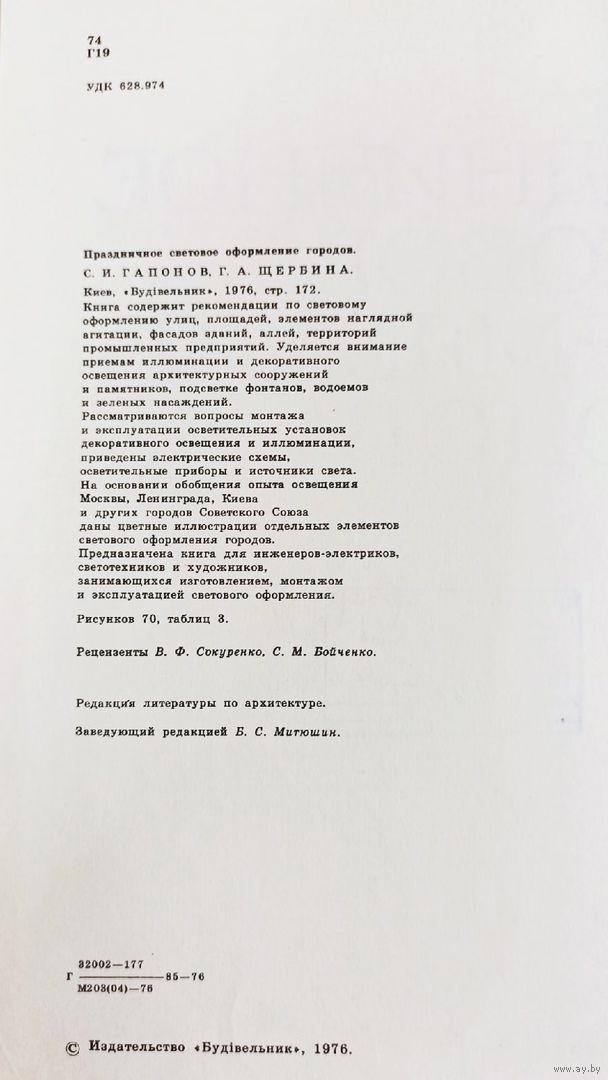 74
Г19
УДК 628.974
Праздничное световое оформление городов.
С. И. ГАПОНОВ, Г. А. ЩЕРБИНА.
Киев, «Будівельник», 1976, стр. 172.
Книга содержит рекомендации по световому
оформлению улиц, площадей, элементов наглядной
агитации, фасадов зданий, аллей, территорий
промышленных предприятий. Уделяется внимание
приемам иллюминации и декоративного
освещения архитектурных сооружений
и памятников, подсветке фонтанов, водоемов
и зеленых насаждений.
Рассматриваются вопросы монтажа
и эксплуатации осветительных установок
декоративного освещения и иллюминации,
приведены электрические схемы,
осветительные приборы и источники света.
На основании обобщения опыта освещения
Москвы, Ленинграда, Киева
и других городов Советского Союза
даны цветные иллюстрации отдельных элементов
светового оформления городов.
Предназначена книга для инженеров-электриков,
светотехников и художников,
занимающихся изготовлением, монтажом
и эксплуатацией светового оформления.
Рисунков 70, таблиц 3.
Рецензенты В. Ф. Сокуренко, С. М. Бойченко.
Редакция литературы по архитектуре.
Заведующий редакцией Б. С. Митюшин.
32002—177
Г ———— 85—76
М203(04)—76
© Издательство «Будівельник», 1976.
www.ay.by